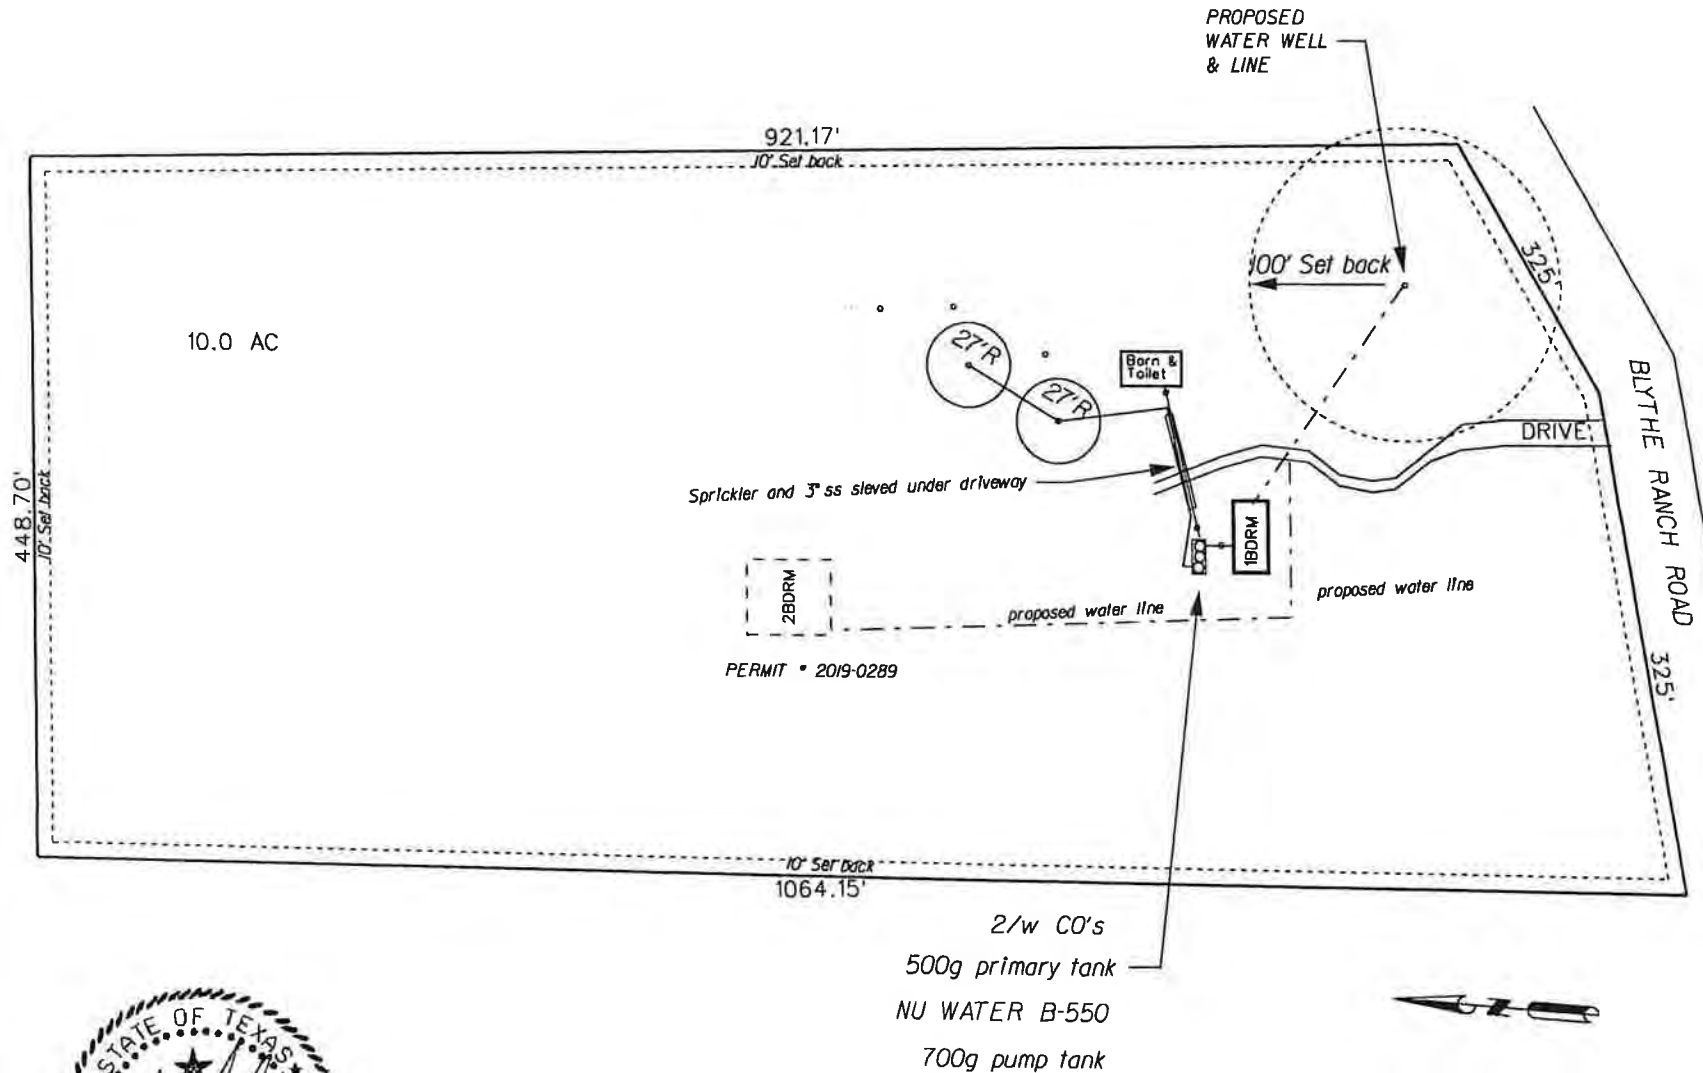 PROPOSED
WATER WELL
& LINE
921.17'
10' Set back
325'
100' Set back
10.0 AC
27'R
27'R
Barn &
Toilet
BLYTHE RANCH ROAD
DRIVE
448.70'
10' Set back
Sprickler and 3" ss sleved under driveway
1BDRM
2BDRM
proposed water line
proposed water line
PERMIT # 2019-0289
325'
10' Set back
1064.15'
2/w CO's
500g primary tank
NU WATER B-550
700g pump tank
STATE OF TEXAS
N